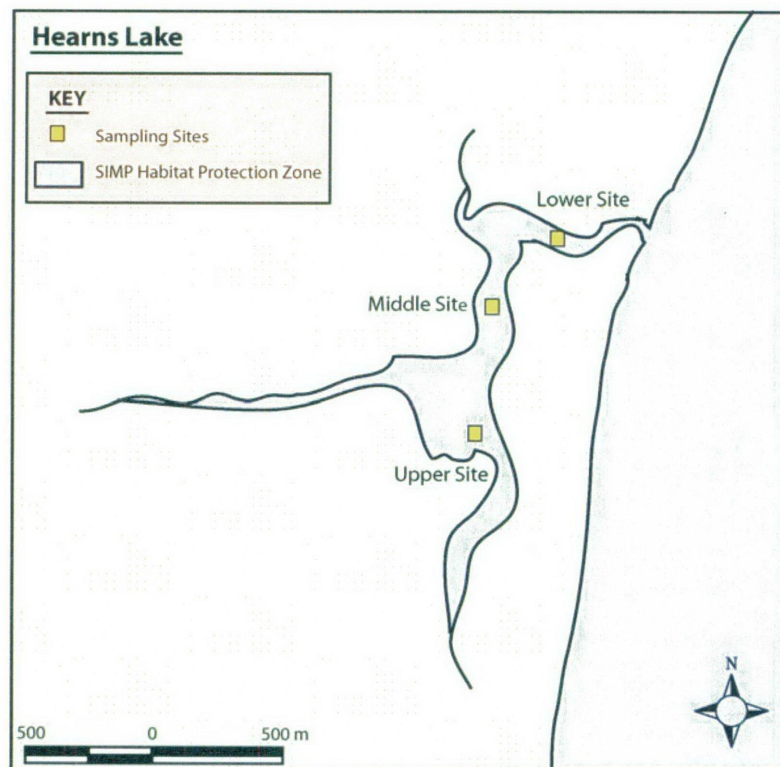 Hearns Lake
KEY
Sampling Sites
SIMP Habitat Protection Zone
Lower Site
Middle Site
Upper Site
N
500 0 500 m